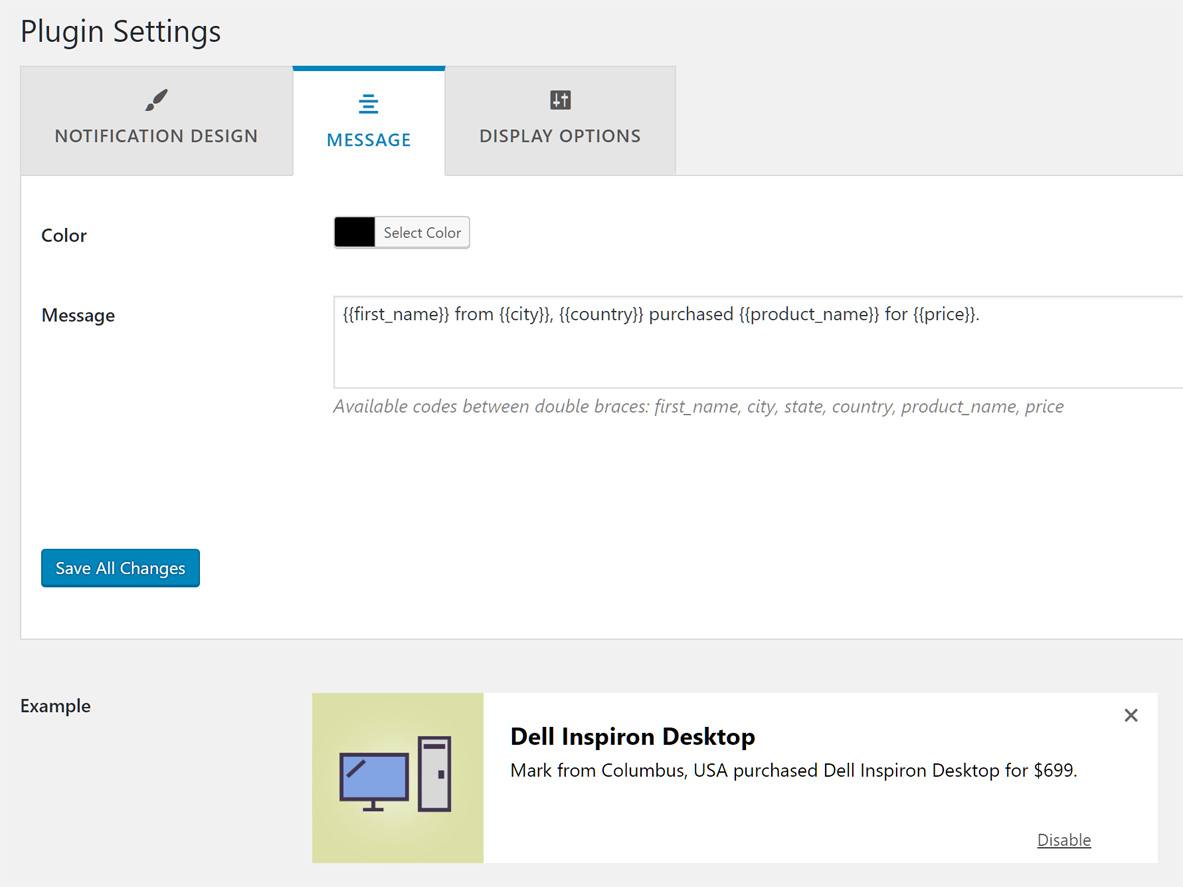 Plugin Settings
NOTIFICATION DESIGN
MESSAGE
DISPLAY OPTIONS
Color
Select Color
Message
{{first_name}} from {{city}}, {{country}} purchased {{product_name}} for {{price}}.
Available codes between double braces: first_name, city, state, country, product_name, price
Save All Changes
Example
Dell Inspiron Desktop
Mark from Columbus, USA purchased Dell Inspiron Desktop for $699.
Disable